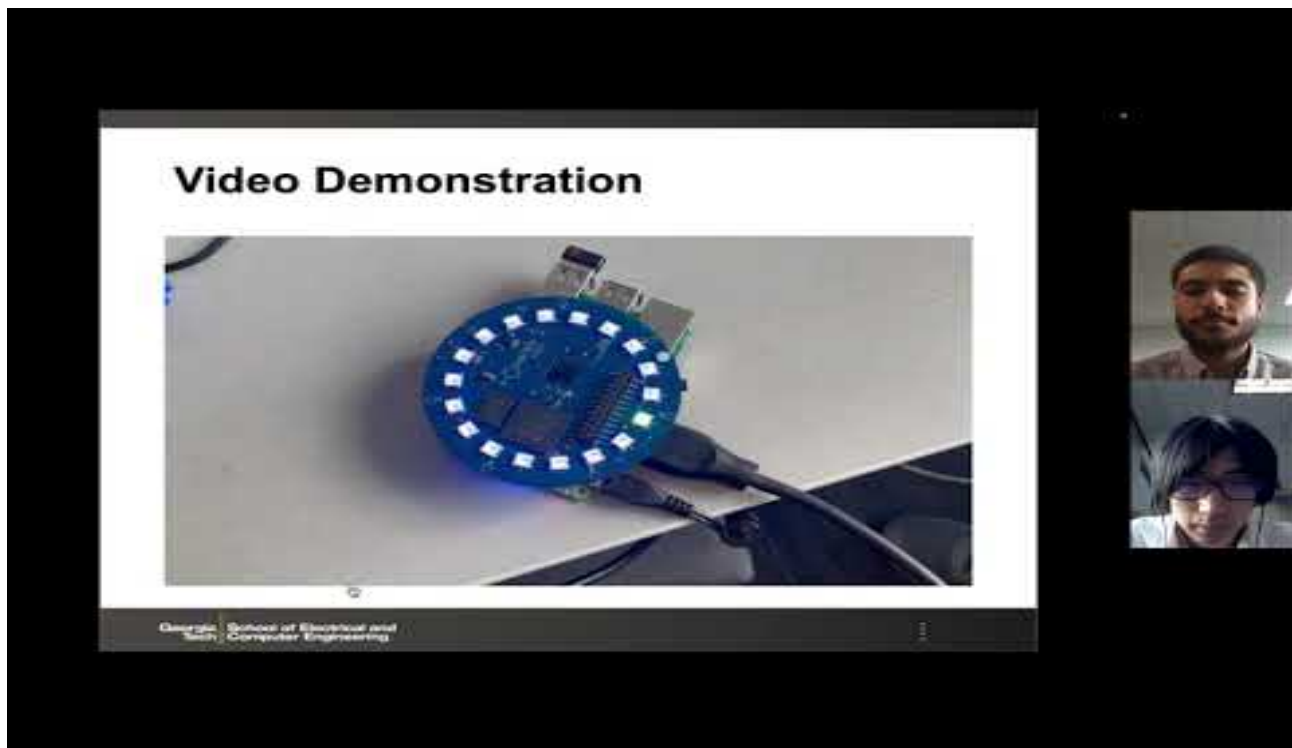 Video Demonstration
Georgia School of Electrical and
Tech Computer Engineering